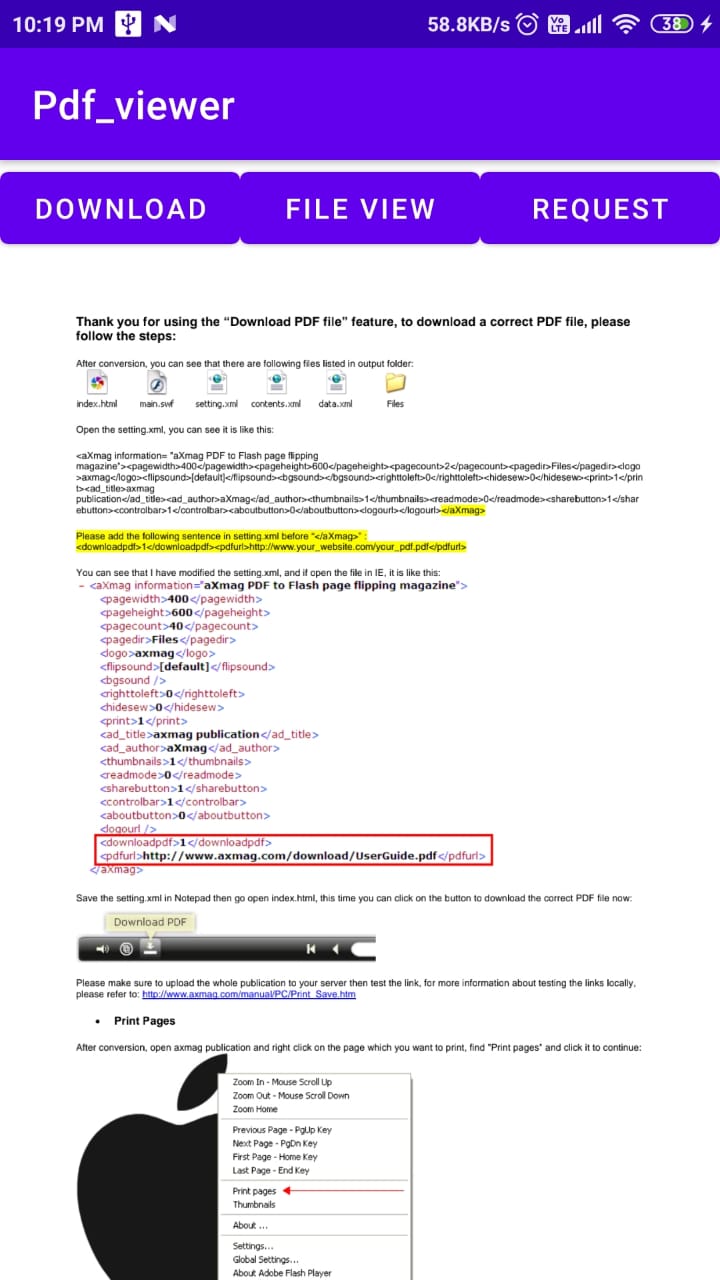 10:19 PM 58.8KB/s Vo LTE 38
Pdf_viewer
DOWNLOAD FILE VIEW REQUEST
Thank you for using the “Download PDF file” feature, to download a correct PDF file, please
follow the steps:
After conversion, you can see that there are following files listed in output folder:
index.html main.swf setting.xml contents.xml data.xml Files
Open the setting.xml, you can see it is like this:
<aXmag information= "aXmag PDF to Flash page flipping
magazine"><pagewidth>400</pagewidth><pageheight>600</pageheight><pagecount>2</pagecount><pagedir>Files</pagedir><logo
>axmag</logo><flipsound>[default]</flipsound><bgsound></bgsound><righttoleft>0</righttoleft><hidesew>0</hidesew><print>1</prin
t><ad_title>axmag
publication</ad_title><ad_author>aXmag</ad_author><thumbnails>1</thumbnails><readmode>0</readmode><sharebutton>1</shar
ebutton><controlbar>1</controlbar><aboutbutton>0</aboutbutton><logourl></logourl></aXmag>
Please add the following sentence in setting.xml before "</aXmag>" :
<downloadpdf>1</downloadpdf><pdfurl>http://www.your_website.com/your_pdf.pdf</pdfurl>
You can see that I have modified the setting.xml, and if open the file in IE, it is like this:
- <aXmag information="aXmag PDF to Flash page flipping magazine">
<pagewidth>400</pagewidth>
<pageheight>600</pageheight>
<pagecount>40</pagecount>
<pagedir>Files</pagedir>
<logo>axmag</logo>
<flipsound>[default]</flipsound>
<bgsound />
<righttoleft>0</righttoleft>
<hidesew>0</hidesew>
<print>1</print>
<ad_title>axmag publication</ad_title>
<ad_author>aXmag</ad_author>
<thumbnails>1</thumbnails>
<readmode>0</readmode>
<sharebutton>1</sharebutton>
<controlbar>1</controlbar>
<aboutbutton>0</aboutbutton>
<logourl />
<downloadpdf>1</downloadpdf>
<pdfurl>http://www.axmag.com/download/UserGuide.pdf</pdfurl>
</aXmag>
Save the setting.xml in Notepad then go open index.html, this time you can click on the button to download the correct PDF file now:
Download PDF
Please make sure to upload the whole publication to your server then test the link, for more information about testing the links locally,
please refer to: http://www.axmag.com/manual/PC/Print_Save.htm
• Print Pages
After conversion, open axmag publication and right click on the page which you want to print, find "Print pages" and click it to continue:
Zoom In - Mouse Scroll Up
Zoom Out - Mouse Scroll Down
Zoom Home
Previous Page - PgUp Key
Next Page - PgDn Key
First Page - Home Key
Last Page - End Key
Print pages
Thumbnails
About ...
Settings...
Global Settings...
About Adobe Flash Player